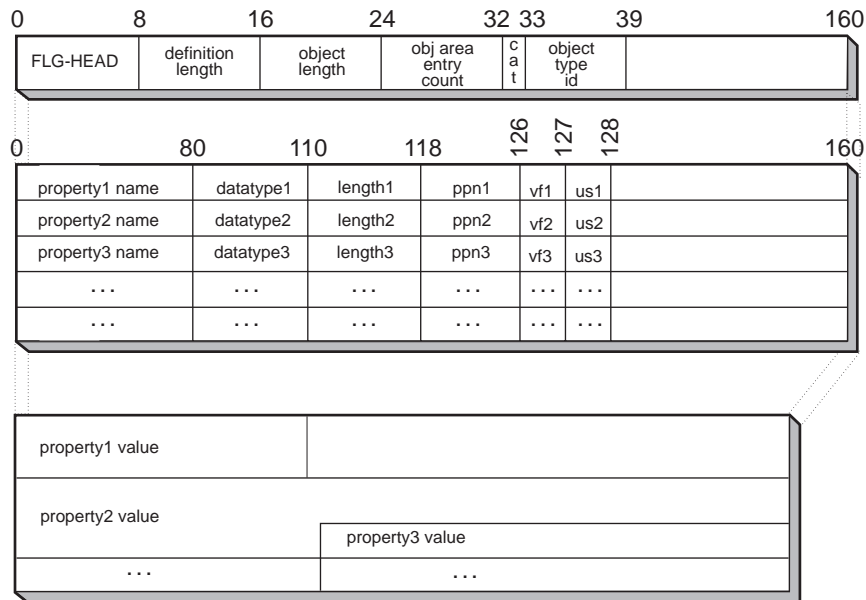 0 8 16 24 32 33 39 160
FLG-HEAD definition length object length obj area entry count cat object type id
0 80 110 118 126 127 128 160
property1 name datatype1 length1 ppn1 vf1 us1
property2 name datatype2 length2 ppn2 vf2 us2
property3 name datatype3 length3 ppn3 vf3 us3
... ... ... ... ... ...
... ... ... ... ... ...
property1 value
property2 value
property3 value
... ...